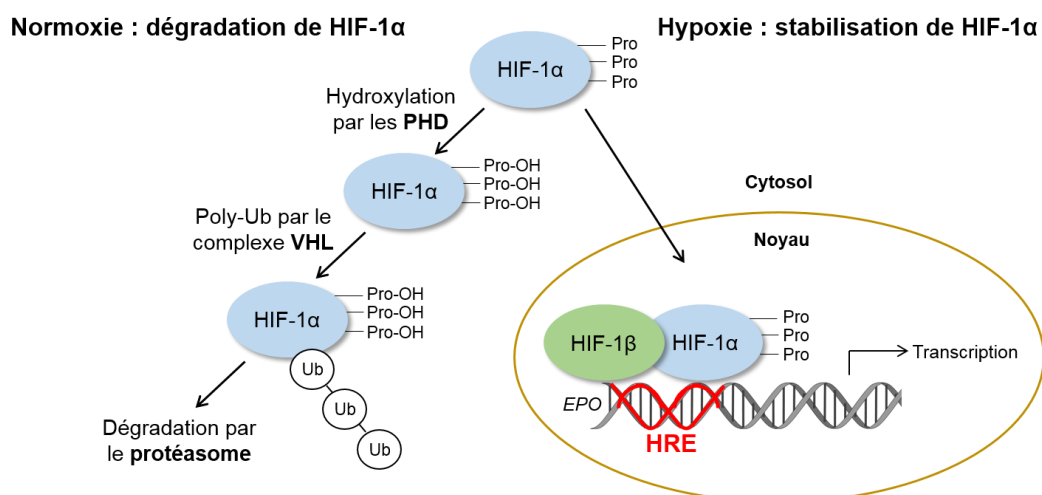 Normoxie : dégradation de HIF-1α
Hypoxie : stabilisation de HIF-1α
HIF-1α
Pro
Pro
Pro
Hydroxylation
par les PHD
HIF-1α
Pro-OH
Pro-OH
Pro-OH
Poly-Ub par le
complexe VHL
HIF-1α
Pro-OH
Pro-OH
Pro-OH
Ub
Ub
Ub
Dégradation par
le protéasome
Cytosol
Noyau
HIF-1β
HIF-1α
Pro
Pro
Pro
Transcription
EPO
HRE